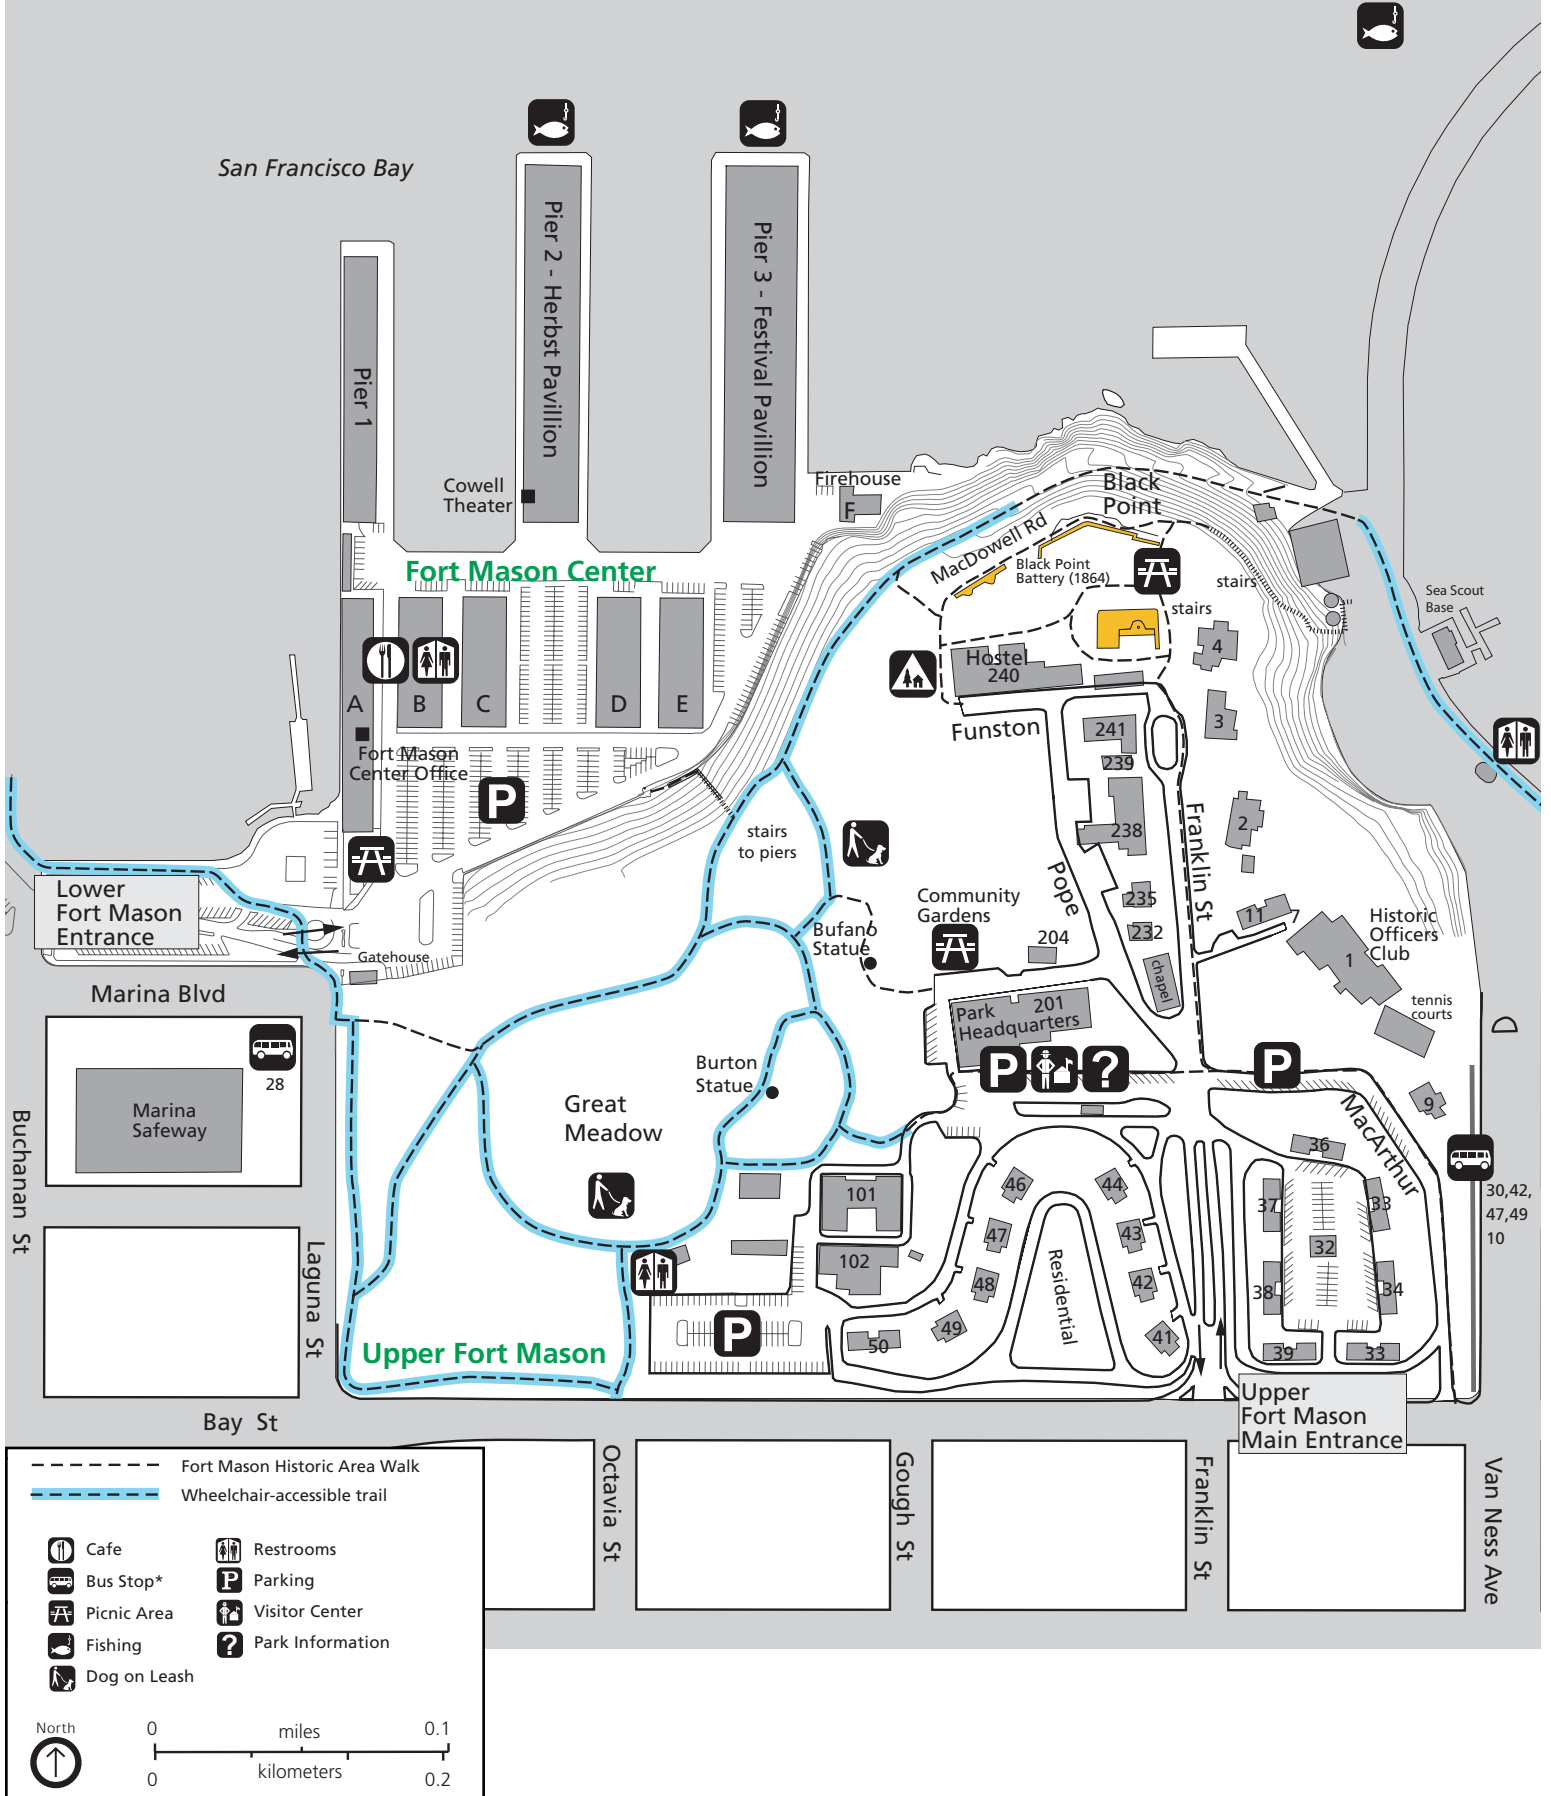 San Francisco Bay
Pier 1
Pier 2 - Herbst Pavillion
Pier 3 - Festival Pavillion
Cowell
Theater
Firehouse
F
Fort Mason Center
A
B
C
D
E
Fort Mason
Center Office
P
Black
Point
MacDowell Rd
Black Point
Battery (1864)
stairs
stairs
Sea Scout
Base
Hostel
240
Funston
4
3
241
239
238
2
Franklin St
Pope
235
232
chapel
11
7
Historic
Officers
Club
1
tennis
courts
stairs
to piers
Community
Gardens
204
Bufano
Statue
Lower
Fort Mason
Entrance
Gatehouse
Marina Blvd
28
Marina
Safeway
Buchanan St
Laguna St
Park
Headquarters
201
P
?
P
Burton
Statue
Great
Meadow
MacArthur
9
36
37
33
32
38
34
39
33
30,42,
47,49
10
101
102
46
44
47
43
48
42
49
41
50
Residential
P
Upper Fort Mason
Upper
Fort Mason
Main Entrance
Bay St
Octavia St
Gough St
Franklin St
Van Ness Ave
Fort Mason Historic Area Walk
Wheelchair-accessible trail
Cafe
Bus Stop*
Picnic Area
Fishing
Dog on Leash
Restrooms
P Parking
Visitor Center
? Park Information
North
0 miles 0.1
0 kilometers 0.2